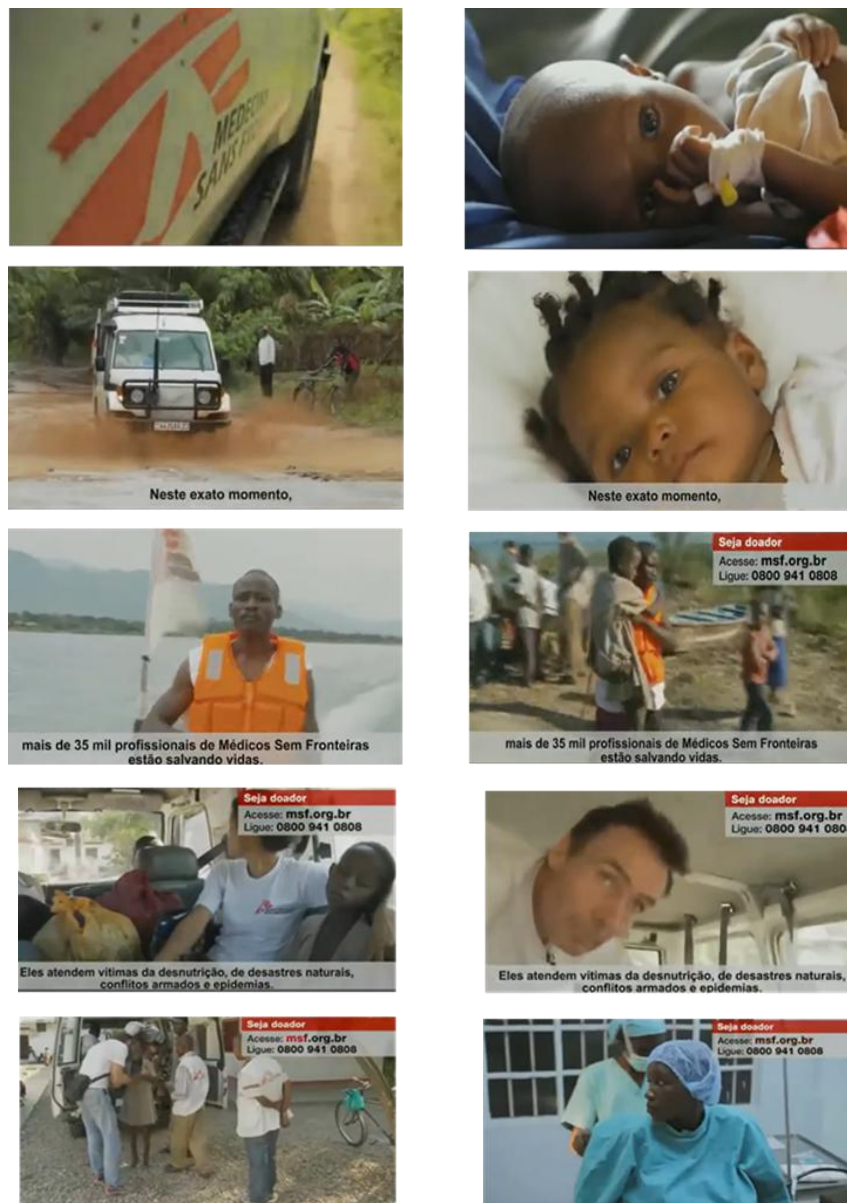 MEDECINS
SANS FRONTIERES
Neste exato momento,
Neste exato momento,
mais de 35 mil profissionais de Médicos Sem Fronteiras
estão salvando vidas.
Seja doador
Acesse: msf.org.br
Ligue: 0800 941 0808
mais de 35 mil profissionais de Médicos Sem Fronteiras
estão salvando vidas.
Seja doador
Acesse: msf.org.br
Ligue: 0800 941 0808
Eles atendem vítimas da desnutrição, de desastres naturais,
conflitos armados e epidemias.
Seja doador
Acesse: msf.org.br
Ligue: 0800 941 080
Eles atendem vítimas da desnutrição, de desastres naturais,
conflitos armados e epidemias.
Seja doador
Acesse: msf.org.br
Ligue: 0800 941 0808
Seja doador
Acesse: msf.org.br
Ligue: 0800 941 0808